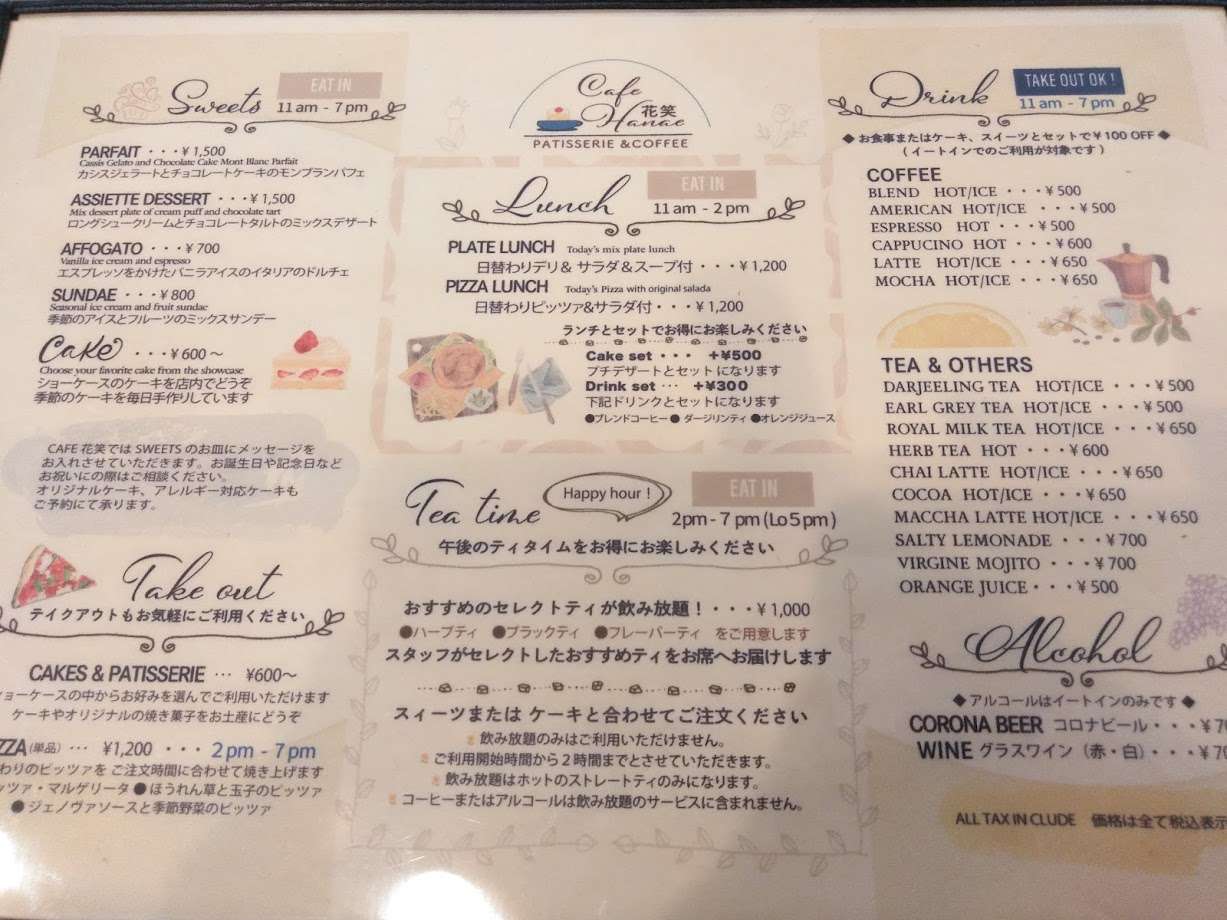 Sweets
EAT IN
11 am - 7 pm
PARFAIT ・・・¥ 1,500
Cassis Gelato and Chocolate Cake Mont Blanc Parfait
カシスジェラートとチョコレートケーキのモンブランパフェ
ASSIETTE DESSERT ・・・¥ 1,500
Mix dessert plate of cream puff and chocolate tart
ロングシュークリームとチョコレートタルトのミックスデザート
AFFOGATO ・・・¥ 700
Vanilla ice cream and espresso
エスプレッソをかけたバニラアイスのイタリアのドルチェ
SUNDAE ・・・¥ 800
Seasonal ice cream and fruit sundae
季節のアイスとフルーツのミックスサンデー
Cake ・・・¥ 600 ～
Choose your favorite cake from the showcase
ショーケースのケーキを店内でどうぞ
季節のケーキを毎日手作りしています
CAFE 花笑では SWEETS のお皿にメッセージを
お入れさせていただきます。お誕生日や記念日など
お祝いにの際はご相談ください。
オリジナルケーキ、アレルギー対応ケーキも
ご予約にて承ります。
Take out
テイクアウトもお気軽にご利用ください
CAKES & PATISSERIE ・・・ ¥600～
ョーケースの中からお好みを選んでご利用いただけます
ケーキやオリジナルの焼き菓子をお土産にどうぞ
ZZA (単品) ・・・ ¥1,200 ・・・ 2 pm - 7 pm
わりのピッツァを ご注文時間に合わせて焼き上げます
ッツァ・マルゲリータ ● ほうれん草と玉子のピッツァ
● ジェノヴァソースと季節野菜のピッツァ
Cafe
花笑
Hanae
PATISSERIE & COFFEE
Lunch
EAT IN
11 am - 2 pm
PLATE LUNCH Today's mix plate lunch
日替わりデリ & サラダ & スープ付 ・・・¥ 1,200
PIZZA LUNCH Today's Pizza with original salada
日替わりピッツァ&サラダ付・・・¥ 1,200
ランチとセットでお得にお楽しみください
Cake set ・・・ +¥500
プチデザートとセットになります
Drink set ・・・ +¥300
下記ドリンクとセットになります
●ブレンドコーヒー ● ダージリンティ ●オレンジジュース
Tea time
Happy hour !
EAT IN
2pm - 7 pm (Lo 5 pm )
午後のティタイムをお得にお楽しみください
おすすめのセレクトティが飲み放題！・・・¥ 1,000
●ハーブティ ●ブラックティ ●フレーバーティ をご用意します
スタッフがセレクトしたおすすめティをお席へお届けします
スィーツまたは ケーキと合わせてご注文ください
飲み放題のみはご利用いただけません。
ご利用開始時間から２時間までとさせていただきます。
飲み放題はホットのストレートティのみになります。
コーヒーまたはアルコールは飲み放題のサービスに含まれません。
Drink
TAKE OUT OK !
11 am - 7 pm
◆ お食事またはケーキ、スイーツとセットで¥ 100 OFF ◆
( イートインでのご利用が対象です )
COFFEE
BLEND HOT/ICE ・・・¥ 500
AMERICAN HOT/ICE ・・・¥ 500
ESPRESS0 HOT ・・・¥ 500
CAPPUCINO HOT ・・・¥ 600
LATTE HOT/ICE ・・・¥ 650
MOCHA HOT/ICE ・・・¥ 650
TEA & OTHERS
DARJEELING TEA HOT/ICE ・・・¥ 500
EARL GREY TEA HOT/ICE ・・・¥ 500
ROYAL MILK TEA HOT/ICE ・・・¥ 650
HERB TEA HOT ・・・¥ 600
CHAI LATTE HOT/ICE ・・・¥ 650
COCOA HOT/ICE ・・・¥ 650
MACCHA LATTE HOT/ICE ・・・¥ 650
SALTY LEMONADE ・・・¥ 700
VIRGINE MOJITO ・・・¥ 700
ORANGE JUICE・・・¥ 500
Alcohol
◆ アルコールはイートインのみです ◆
CORONA BEER コロナビール・・・¥ 70
WINE グラスワイン（赤・白）・・・¥ 70
ALL TAX IN CLUDE 価格は全て税込表示